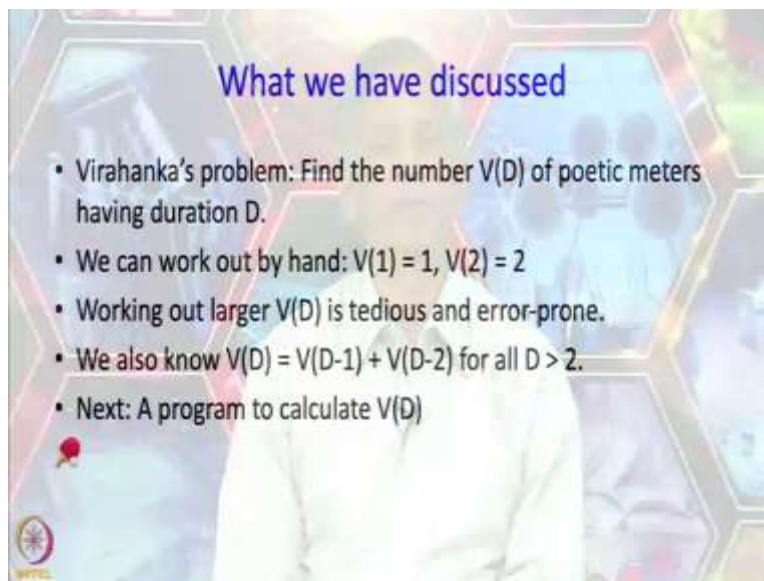 What we have discussed
• Virahanka's problem: Find the number V(D) of poetic meters
having duration D.
• We can work out by hand: V(1) = 1, V(2) = 2
• Working out larger V(D) is tedious and error-prone.
• We also know V(D) = V(D-1) + V(D-2) for all D > 2.
• Next: A program to calculate V(D)
NPTEL